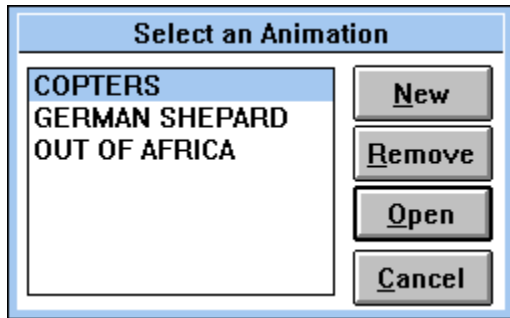 Select an Animation
COPTERS
GERMAN SHEPARD
OUT OF AFRICA
New
Remove
Open
Cancel